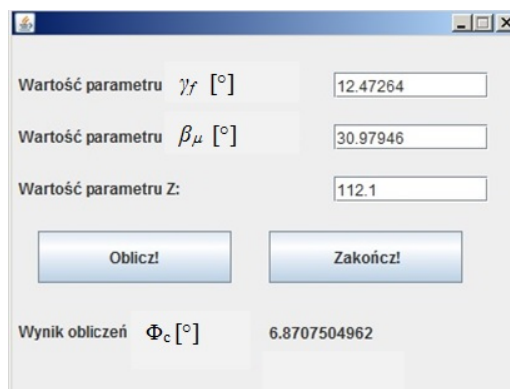 Wartość parametru γf [°] 12.47264
Wartość parametru βμ [°] 30.97946
Wartość parametru Z: 112.1
Oblicz! Zakończ!
Wynik obliczeń Φc [°] 6.8707504962